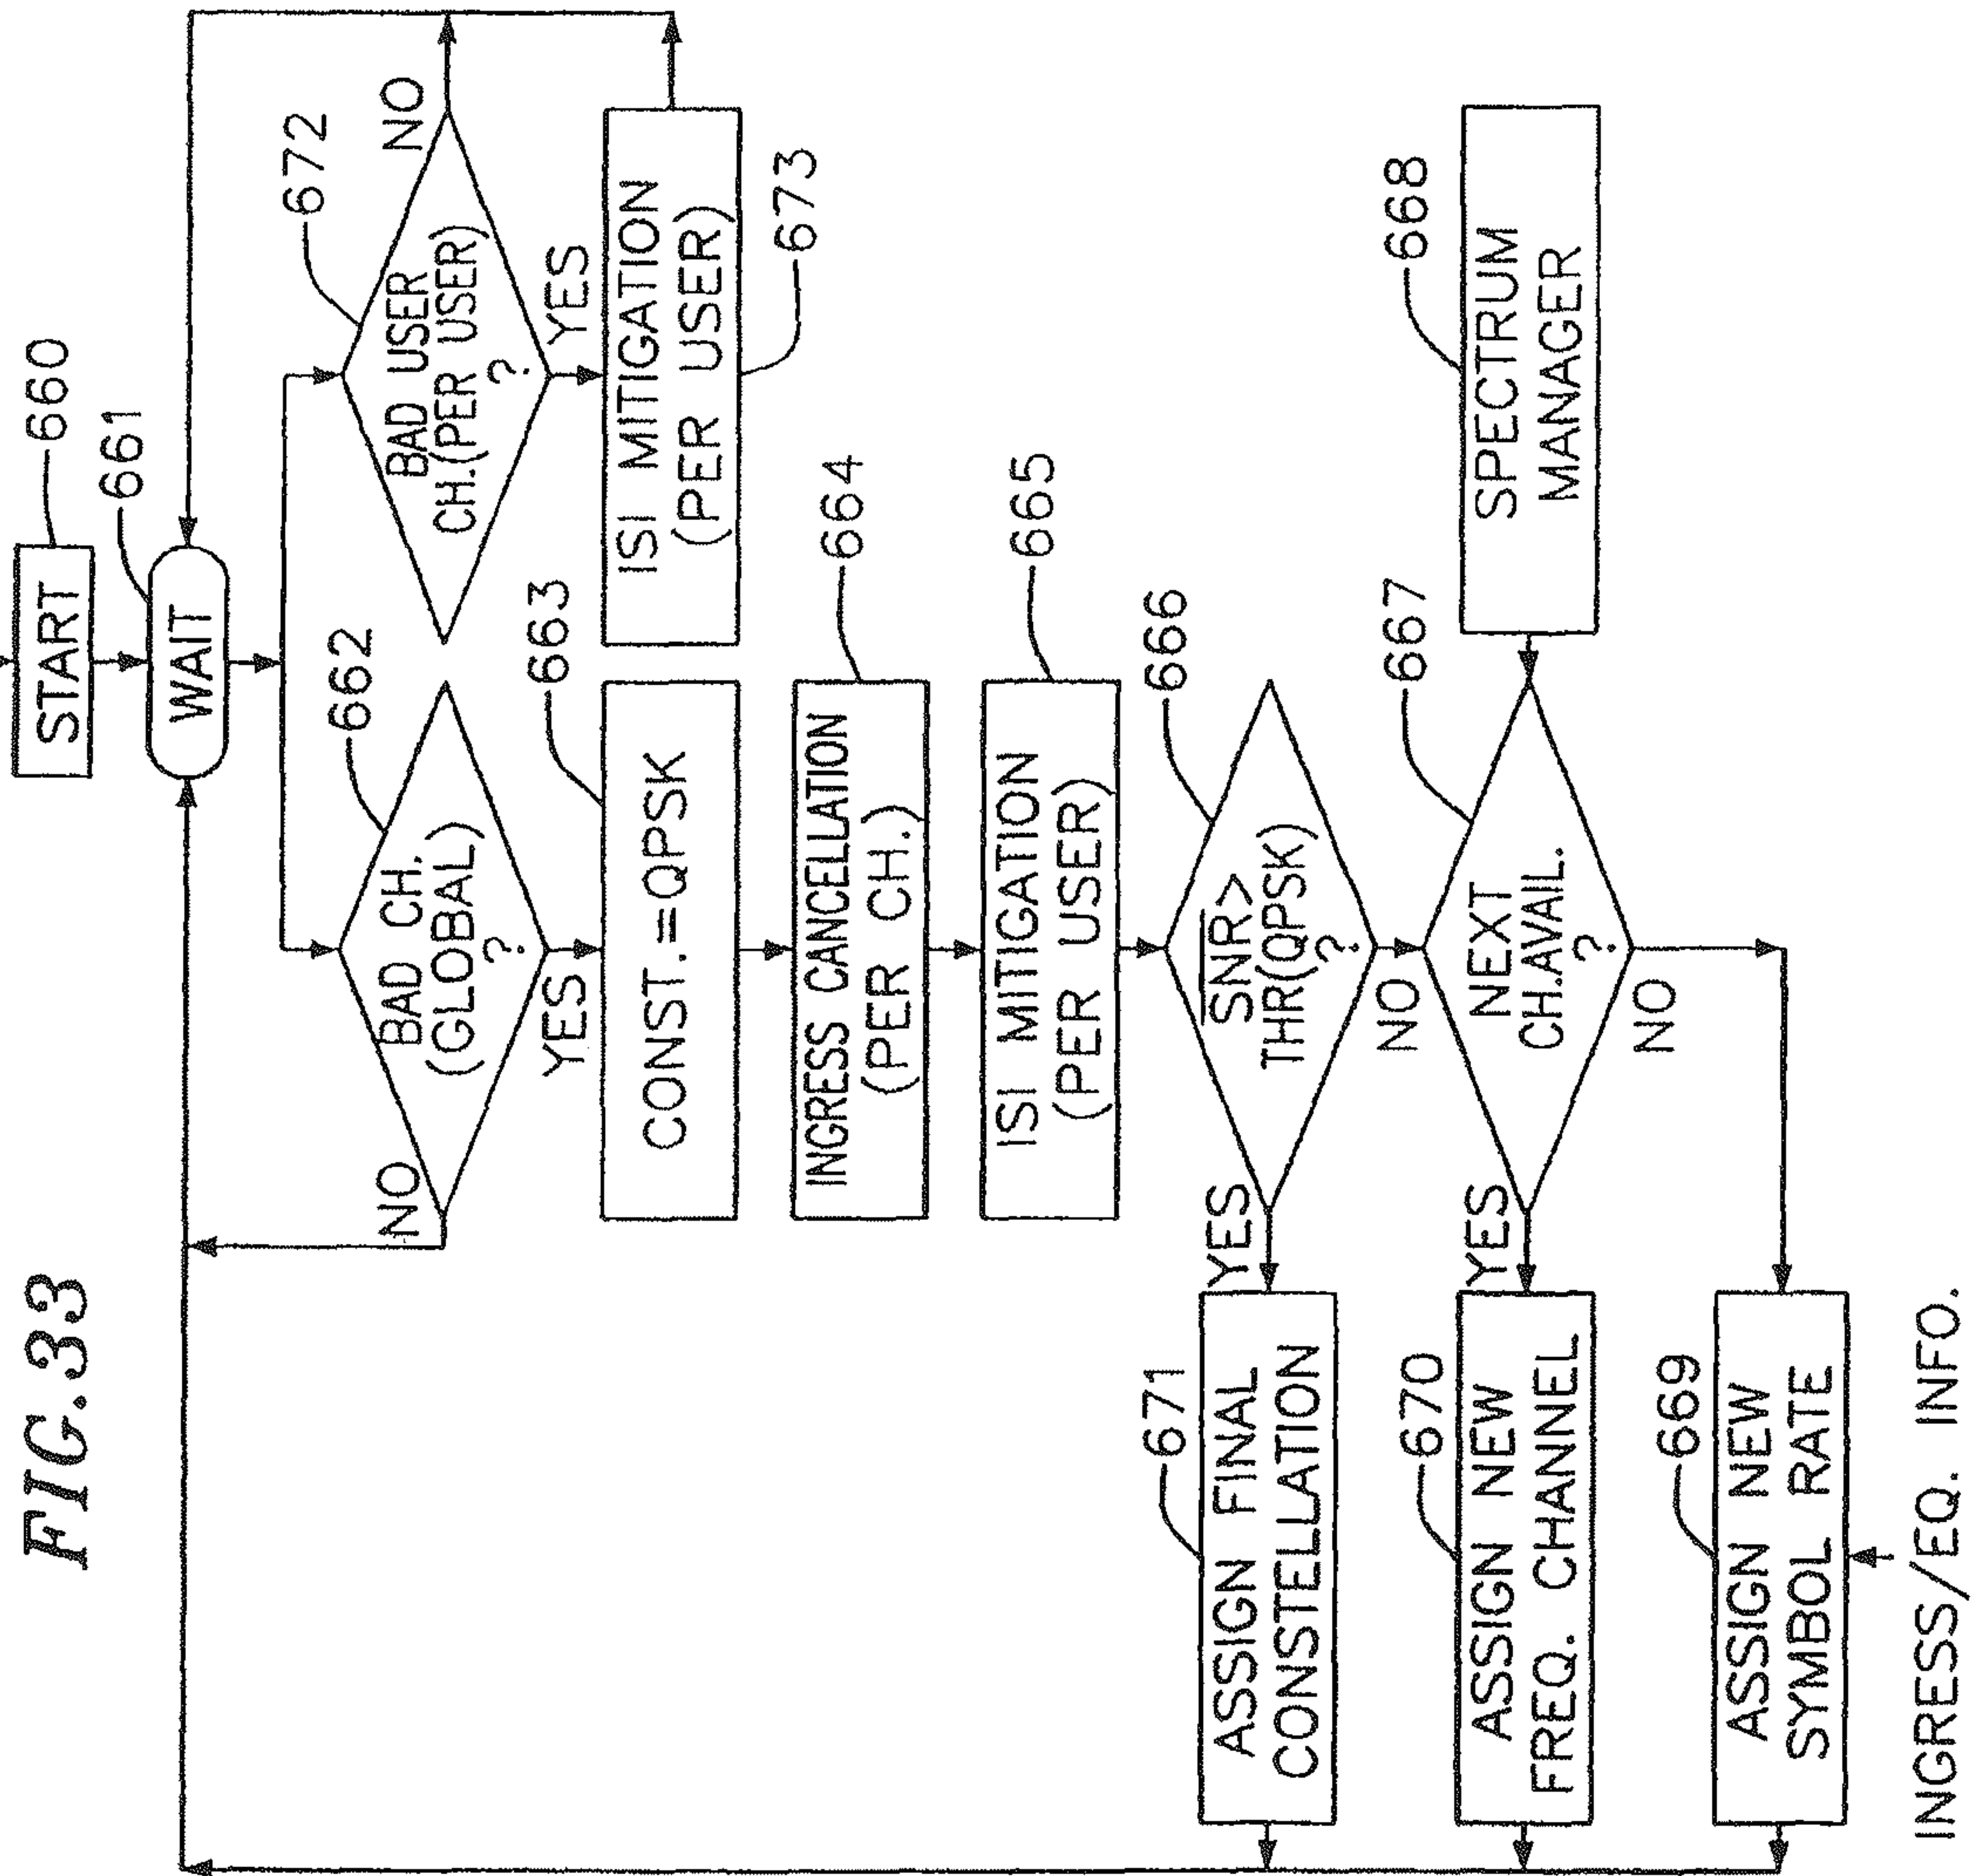 FIG.33
START
660
WAIT
661
BAD CH.
(GLOBAL)
?
662
NO
YES
BAD USER
CH.(PER USER)
?
672
NO
YES
CONST.=QPSK
663
ISI MITIGATION
(PER USER)
673
INGRESS CANCELLATION
(PER CH.)
664
ISI MITIGATION
(PER USER)
665
SNR>
THR(QPSK)
?
666
YES
NO
ASSIGN FINAL
CONSTELLATION
671
NEXT
CH.AVAIL.
?
667
YES
NO
SPECTRUM
MANAGER
668
ASSIGN NEW
FREQ. CHANNEL
670
ASSIGN NEW
SYMBOL RATE
669
INGRESS/EQ. INFO.